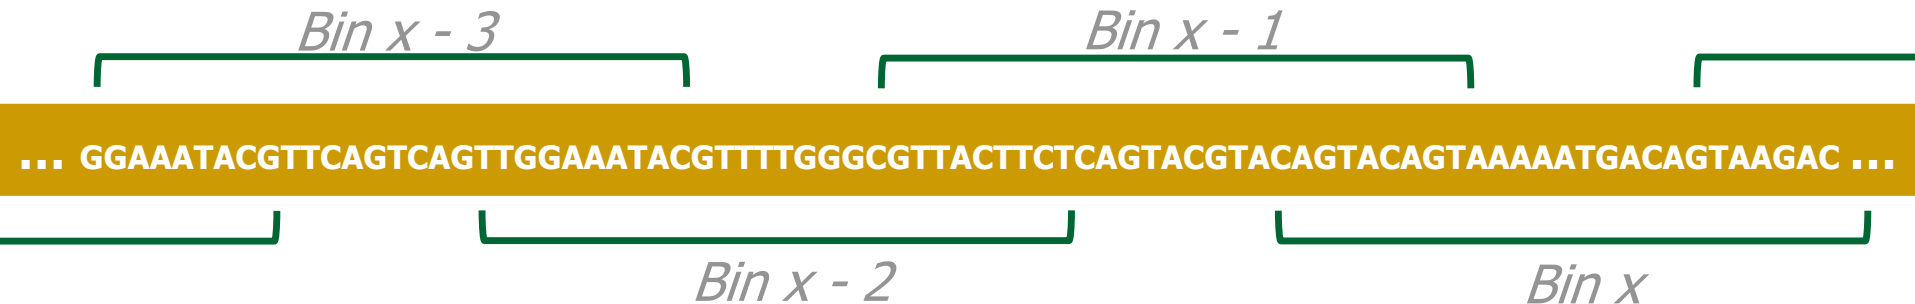 Bin x - 3
Bin x - 1
... GGAAATACGTTCAGTCAGTTGGAAATACGTTTTGGGCGTTACTTCTCAGTACGTACAGTACAGTAAAAATGACAGTAAGAC ...
Bin x - 2
Bin x